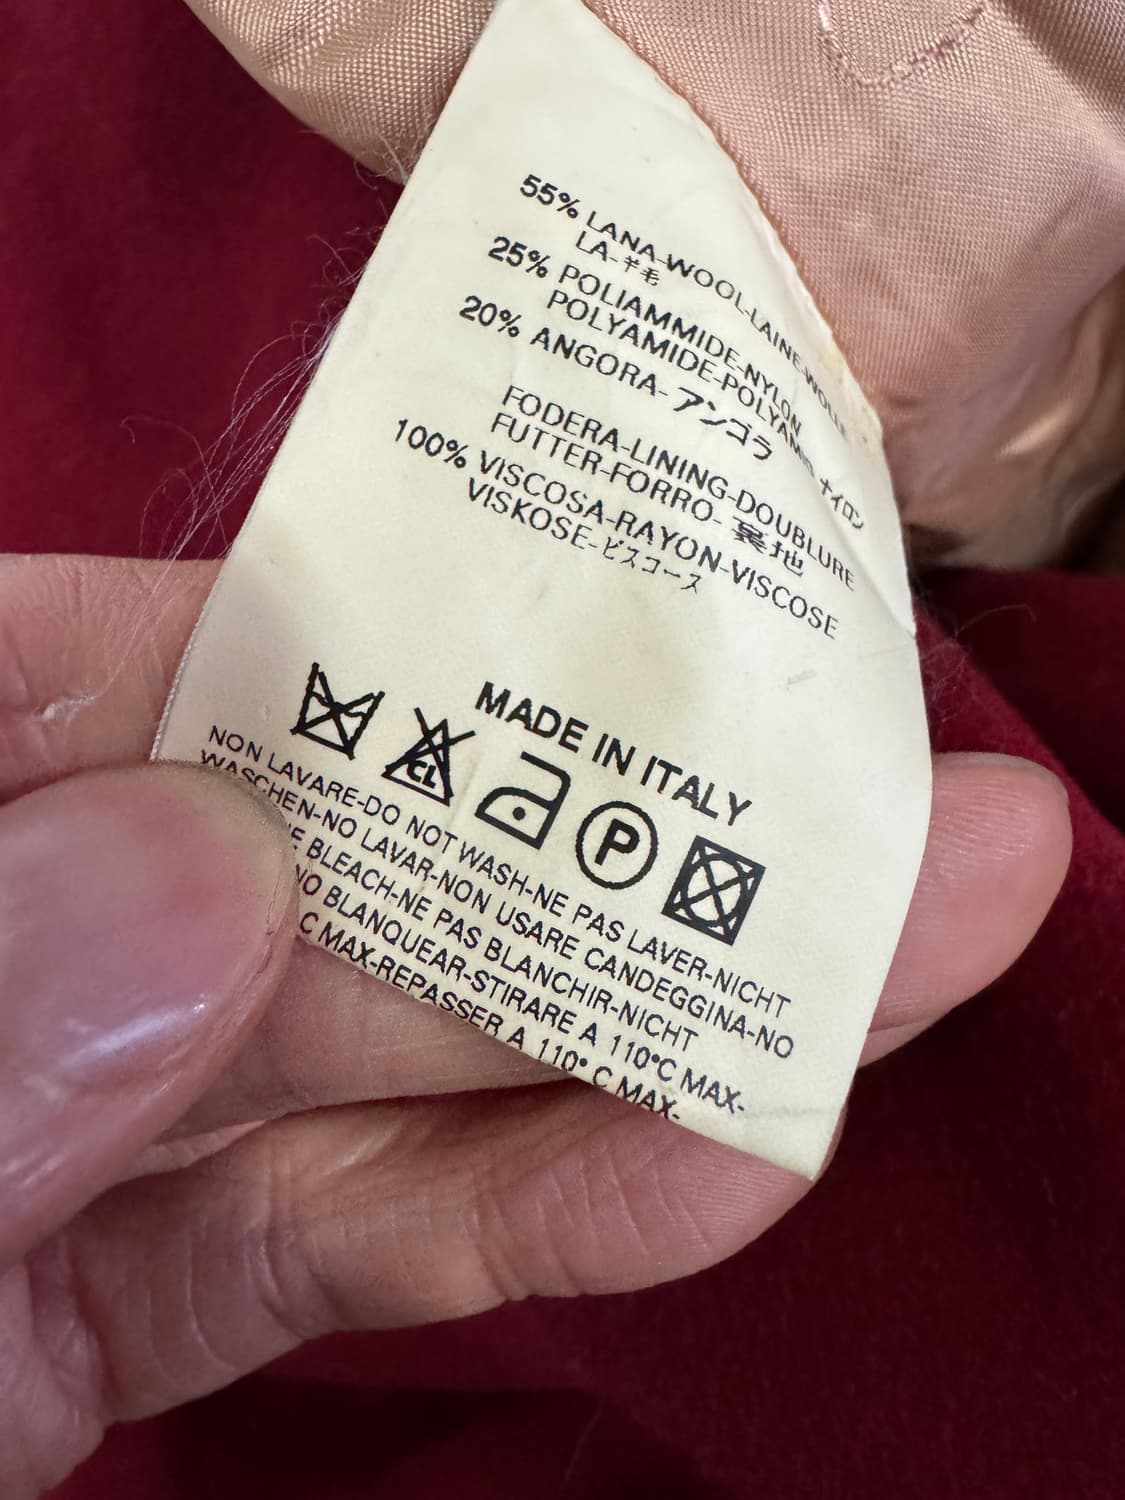 55% LANA-WOOL-LAINE-WOLLE
LA-羊毛
25% POLIAMMIDE-NYLON
POLYAMIDE-POLYAMID-ナイロン
20% ANGORA-アンゴラ
FODERA-LINING-DOUBLURE
FUTTER-FORRO-裏地
100% VISCOSA-RAYON-VISCOSE
VISKOSE-ビスコース
MADE IN ITALY
CL
P
NON LAVARE-DO NOT WASH-NE PAS LAVER-NICHT
WASCHEN-NO LAVAR-NON USARE CANDEGGINA-NO
BLEACH-NE PAS BLANCHIR-NICHT
NO BLANQUEAR-STIRARE A 110°C MAX-
C MAX-REPASSER A 110°C MAX-